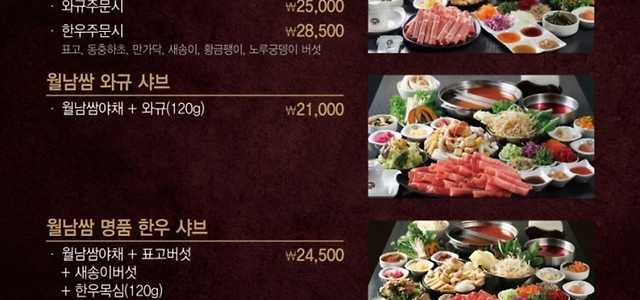 · 와규주문시 ₩25,000
· 한우주문시 ₩28,500
표고, 동충하초, 만가닥, 새송이, 황금팽이, 노루궁뎅이 버섯
월남쌈 와규 샤브
· 월남쌈야채 + 와규(120g) ₩21,000
월남쌈 명품 한우 샤브
· 월남쌈야채 + 표고버섯 ₩24,500
+ 새송이버섯
+ 한우목심(120g)